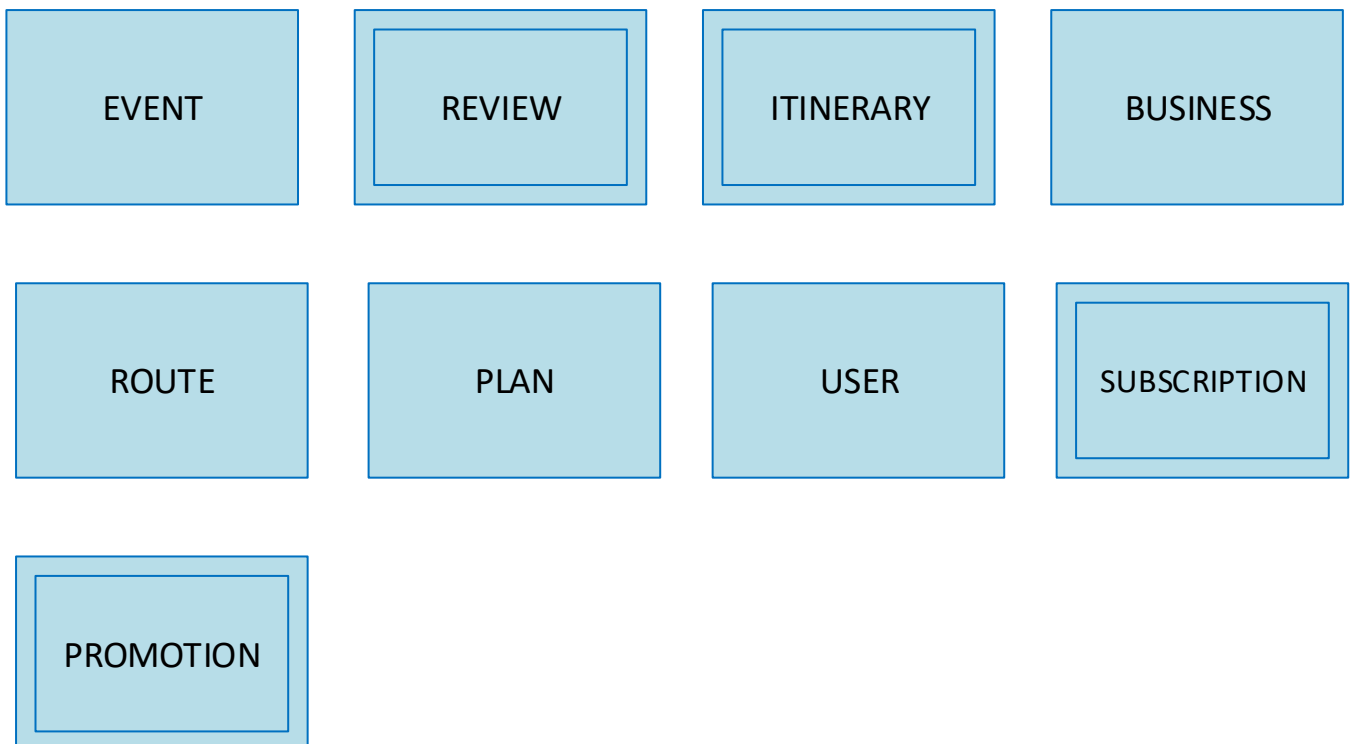 EVENT
REVIEW
ITINERARY
BUSINESS
ROUTE
PLAN
USER
SUBSCRIPTION
PROMOTION